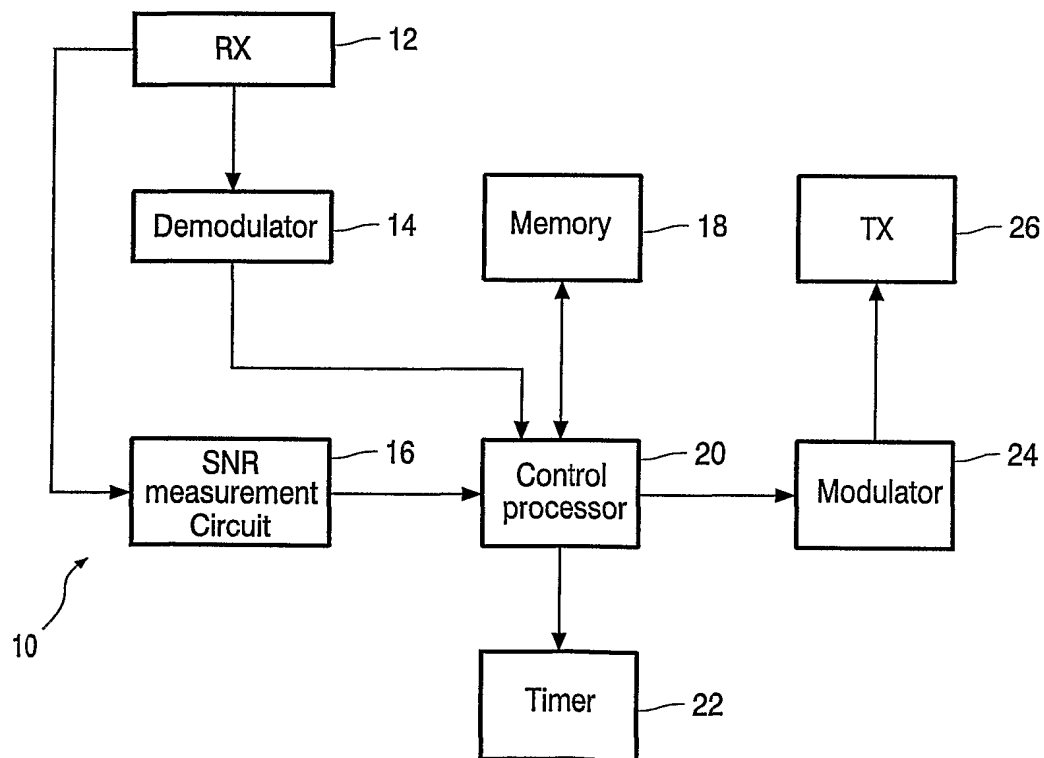 RX
12
Demodulator
14
Memory
18
TX
26
SNR
measurement
Circuit
16
Control
processor
20
Modulator
24
10
Timer
22